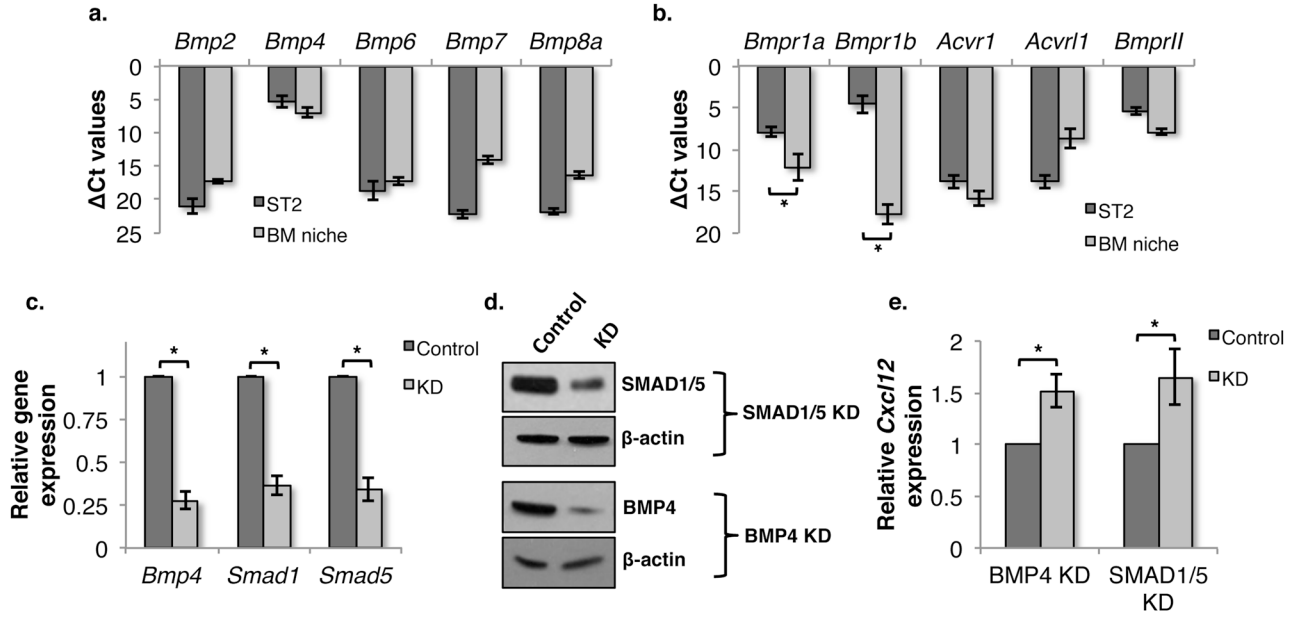 a.
Bmp2 Bmp4 Bmp6 Bmp7 Bmp8a
0
5
10
15
20
25
ΔCt values
ST2
BM niche
b.
Bmpr1a Bmpr1b Acvr1 Acvrl1 BmprII
0
5
10
15
20
ΔCt values
*
*
ST2
BM niche
c.
Relative gene
expression
1
0.75
0.5
0.25
0
* * *
Control
KD
Bmp4 Smad1 Smad5
d.
Control KD
SMAD1/5
β-actin
SMAD1/5 KD
BMP4
β-actin
BMP4 KD
e.
Relative Cxcl12
expression
2
1.5
1
0.5
0
* *
Control
KD
BMP4 KD SMAD1/5
KD